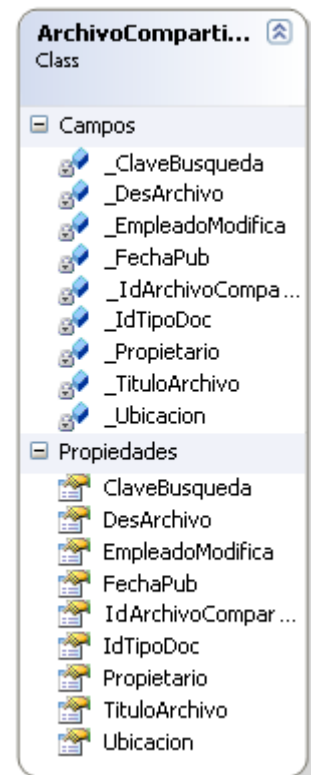 ArchivoComparti...
Class
Campos
_ClaveBusqueda
_DesArchivo
_EmpleadoModifica
_FechaPub
_IdArchivoCompa...
_IdTipoDoc
_Propietario
_TituloArchivo
_Ubicacion
Propiedades
ClaveBusqueda
DesArchivo
EmpleadoModifica
FechaPub
IdArchivoCompar...
IdTipoDoc
Propietario
TituloArchivo
Ubicacion